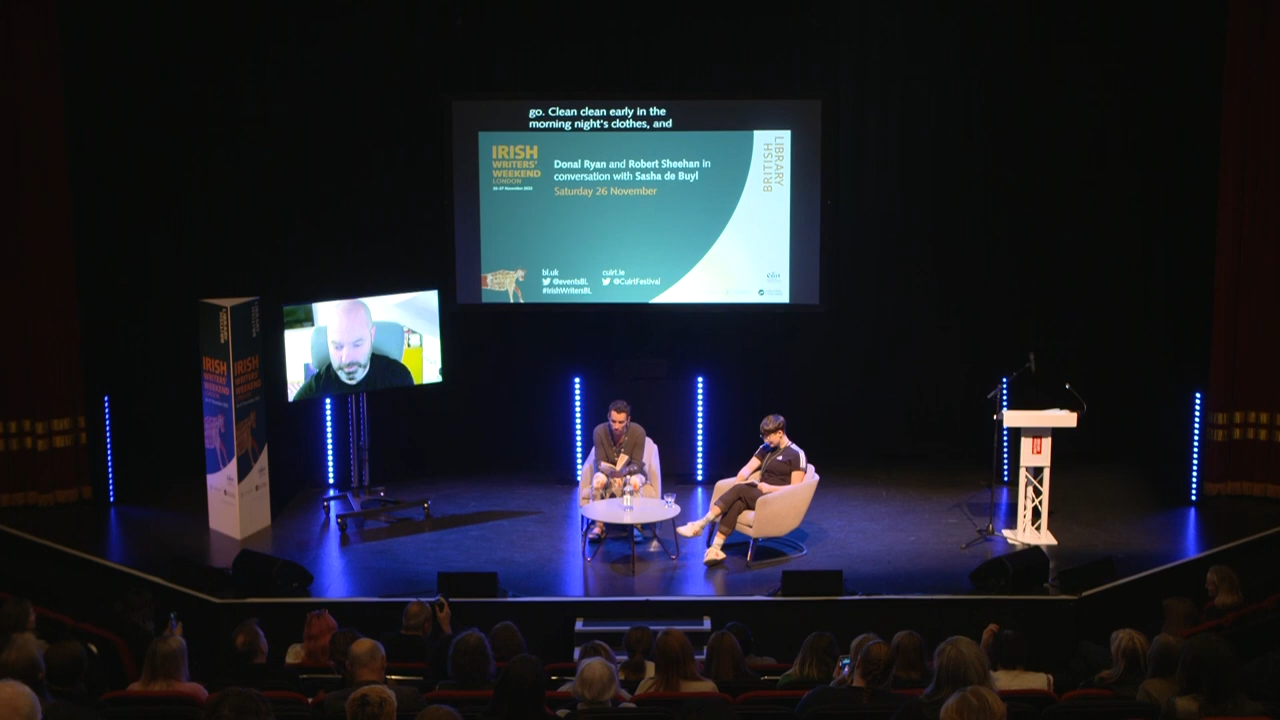 go. Clean clean early in the
morning night's clothes, and
IRISH
WRITERS'
WEEKEND
LONDON
Donal Ryan and Robert Sheehan in
conversation with Sasha de Buyl
Saturday 26 November
BRITISH
LIBRARY
bl.uk
@eventsBL
#IrishWritersBL
cuirt.ie
@CuirtFestival
IRISH
WRITERS'
WEEKEND
IRISH
WRITERS'
WEEKEND